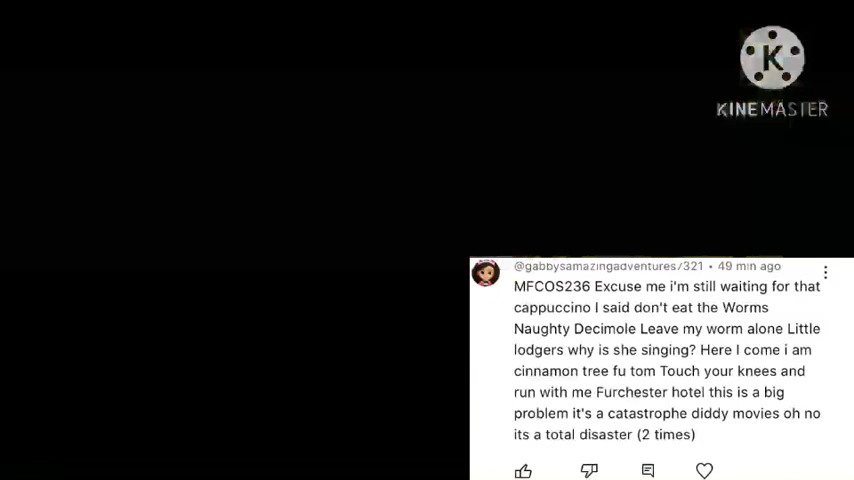 K
KINEMASTER
@gabbysamazingadventures7321 • 49 min ago
MFCOS236 Excuse me i'm still waiting for that
cappuccino I said don't eat the Worms
Naughty Decimole Leave my worm alone Little
lodgers why is she singing? Here I come i am
cinnamon tree fu tom Touch your knees and
run with me Furchester hotel this is a big
problem it's a catastrophe diddy movies oh no
its a total disaster (2 times)